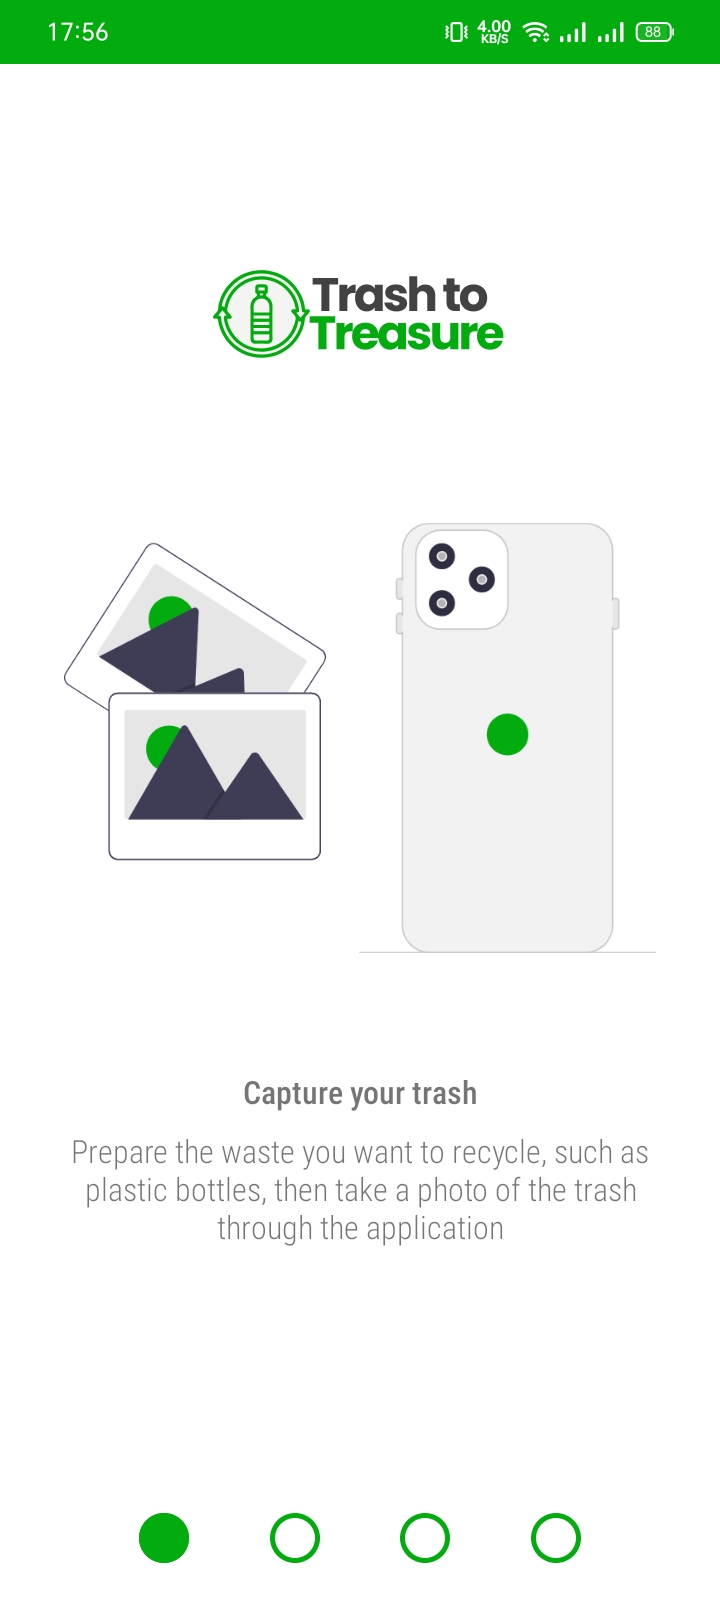 17:56
4.00
KB/S
88
Trash to
Treasure
Capture your trash
Prepare the waste you want to recycle, such as
plastic bottles, then take a photo of the trash
through the application